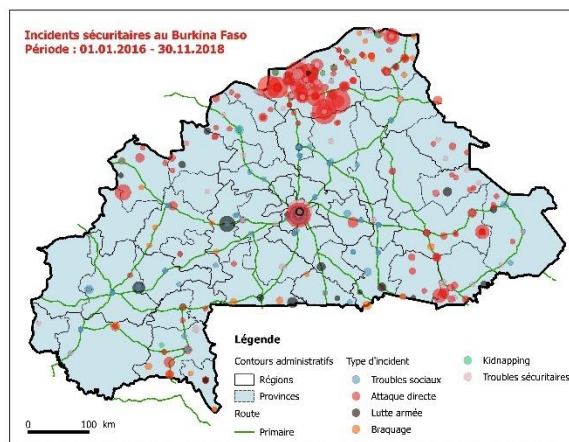 Incidents sécuritaires au Burkina Faso
Période : 01.01.2016 - 30.11.2018
Légende
Contours administratifs
Régions
Provinces
Route
Primaire
Type d'incident
Troubles sociaux
Attaque directe
Lutte armée
Braquage
Kidnapping
Troubles sécuritaires
0 100 km